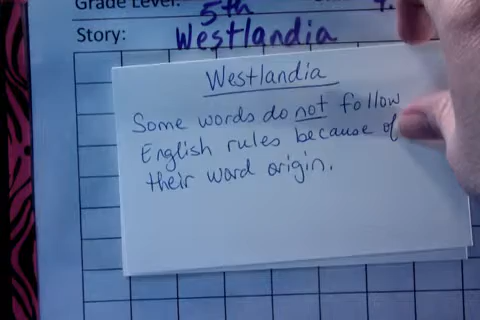 Grade Level: 5th
Story: Westlandia
Westlandia
Some words do not follow
English rules because of
their word origin.